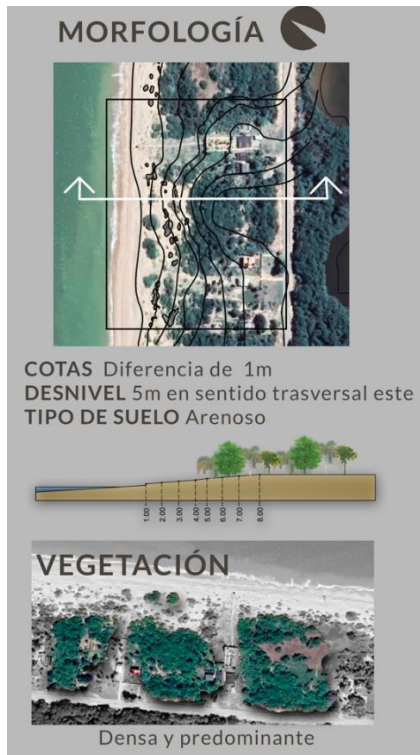 MORFOLOGÍA
COTAS Diferencia de 1m
DESNIVEL 5m en sentido trasversal este
TIPO DE SUELO Arenoso
1.00 2.00 3.00 4.00 5.00 6.00 7.00 8.00
VEGETACIÓN
Densa y predominante